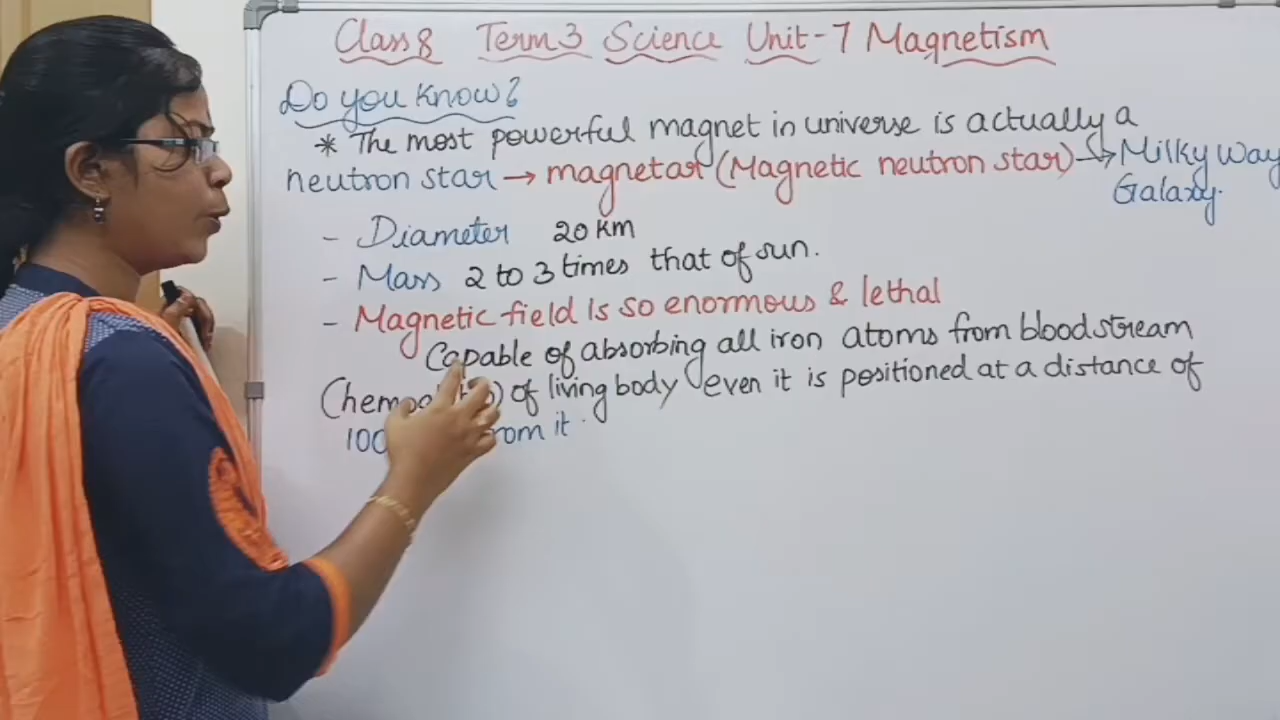 Class 8 Term 3 Science Unit-7 Magnetism
Do you know?
* The most powerful magnet in universe is actually a
neutron star → magnetar (Magnetic neutron star) → Milky Way
Galaxy.
- Diameter 20 km
- Mass 2 to 3 times that of sun.
- Magnetic field is so enormous & lethal
Capable of absorbing all iron atoms from bloodstream
of living body even it is positioned at a distance of
from it.